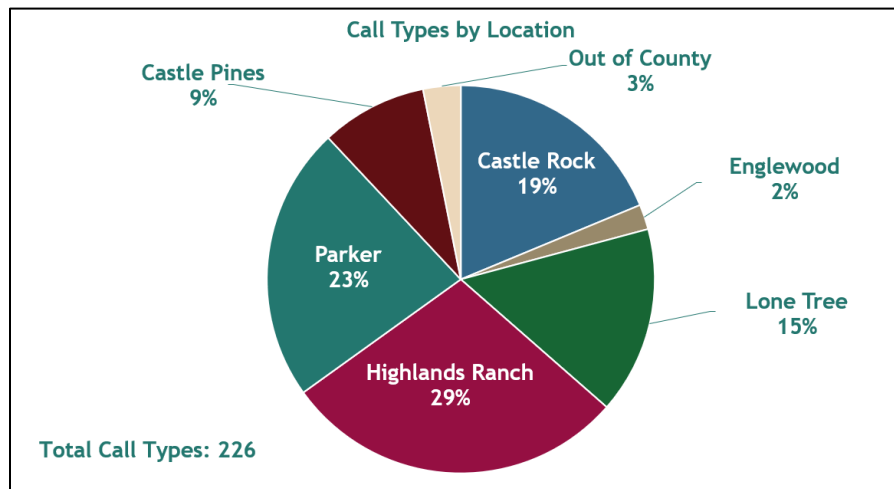 Call Types by Location
Out of County
3%
Castle Pines
9%
Castle Rock
19%
Englewood
2%
Parker
23%
Lone Tree
15%
Highlands Ranch
29%
Total Call Types: 226